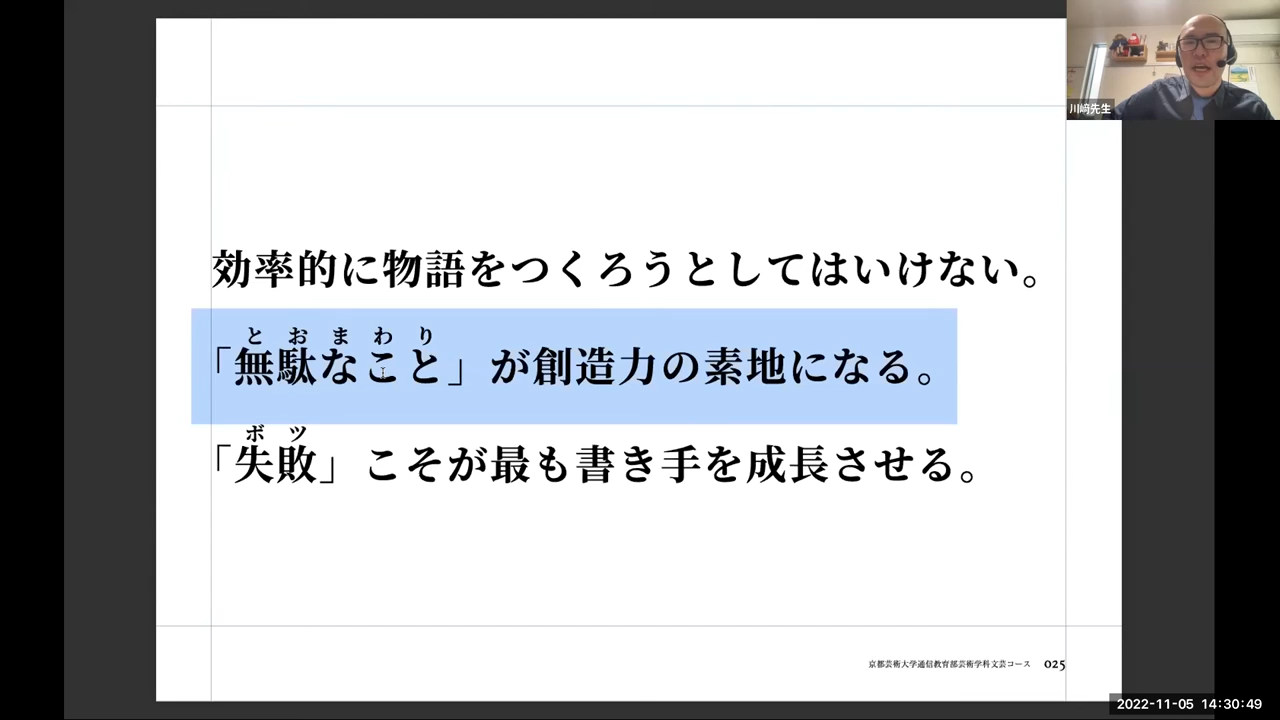 川﨑先生
効率的に物語をつくろうとしてはいけない。
とおまわり
「無駄なこと」が創造力の素地になる。
ボツ
「失敗」こそが最も書き手を成長させる。
京都芸術大学通信教育部芸術学科文芸コース 025
2022-11-05 14:30:49